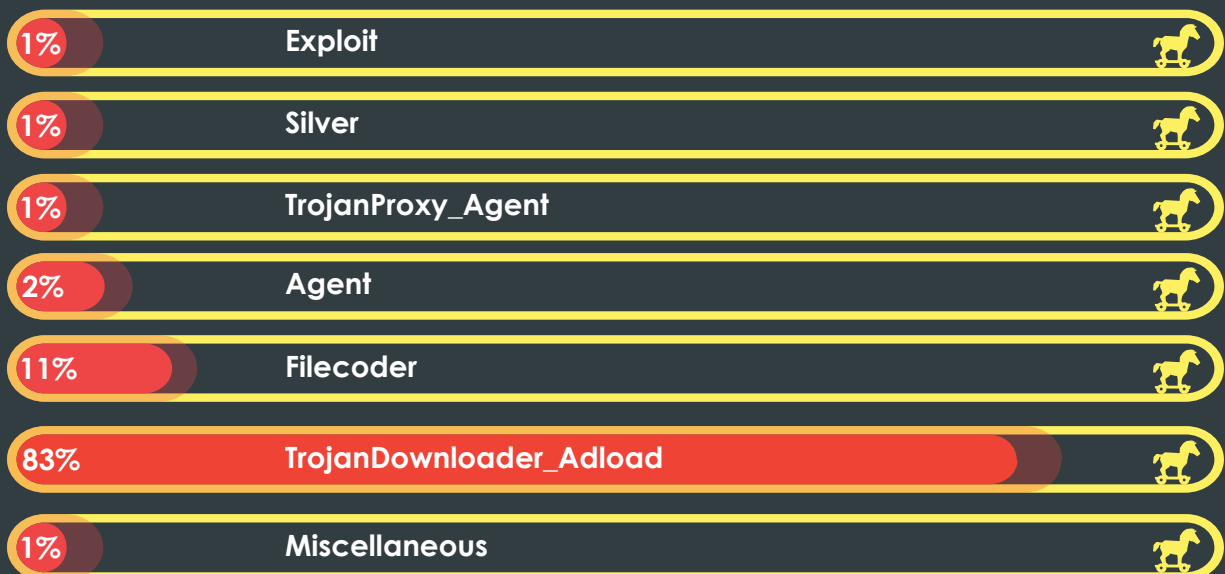 1% Exploit
1% Silver
1% TrojanProxy_Agent
2% Agent
11% Filecoder
83% TrojanDownloader_Adload
1% Miscellaneous